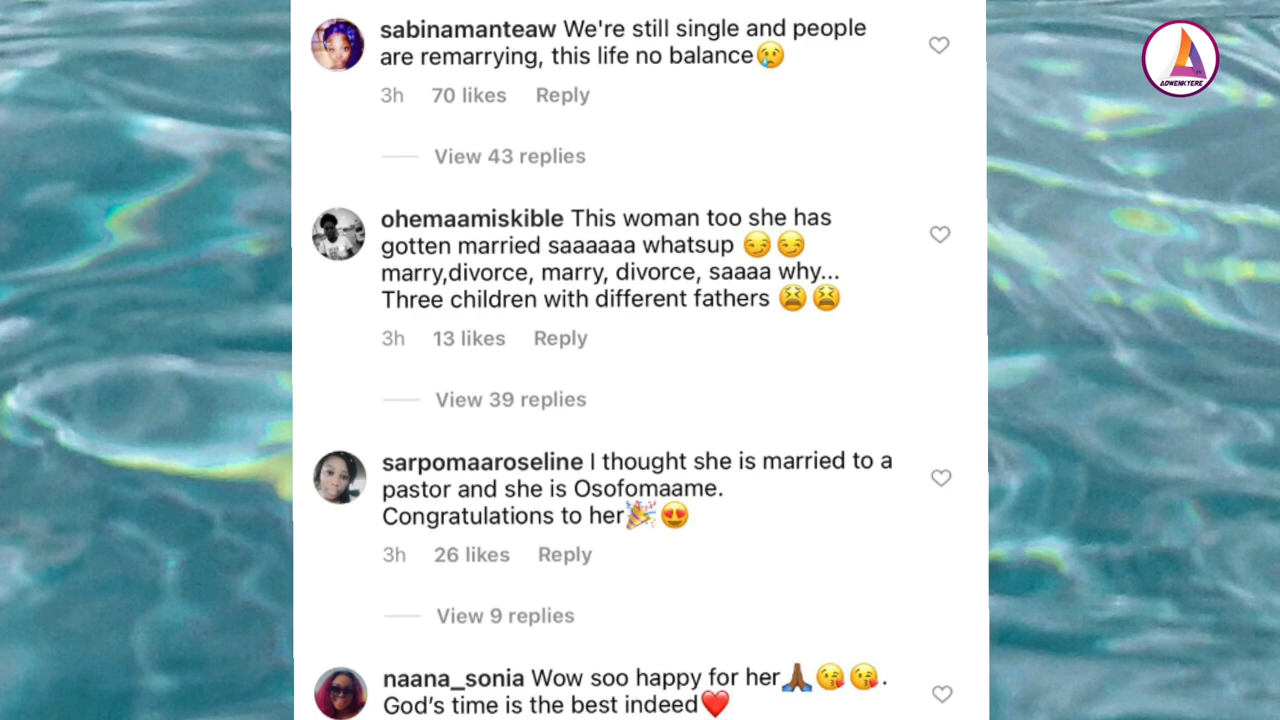 sabinamanteaw We're still single and people
are remarrying, this life no balance😢
3h 70 likes Reply
View 43 replies
ohemaamiskible This woman too she has
gotten married saaaaaa whatsup 😏😏
marry,divorce, marry, divorce, saaaa why...
Three children with different fathers 😫😫
3h 13 likes Reply
View 39 replies
sarpomaaroseline I thought she is married to a
pastor and she is Osofomaame.
Congratulations to her🎉😍
3h 26 likes Reply
View 9 replies
naana_sonia Wow soo happy for her🙏🏾😘😘.
God's time is the best indeed❤️
TV
ADWENKYERE